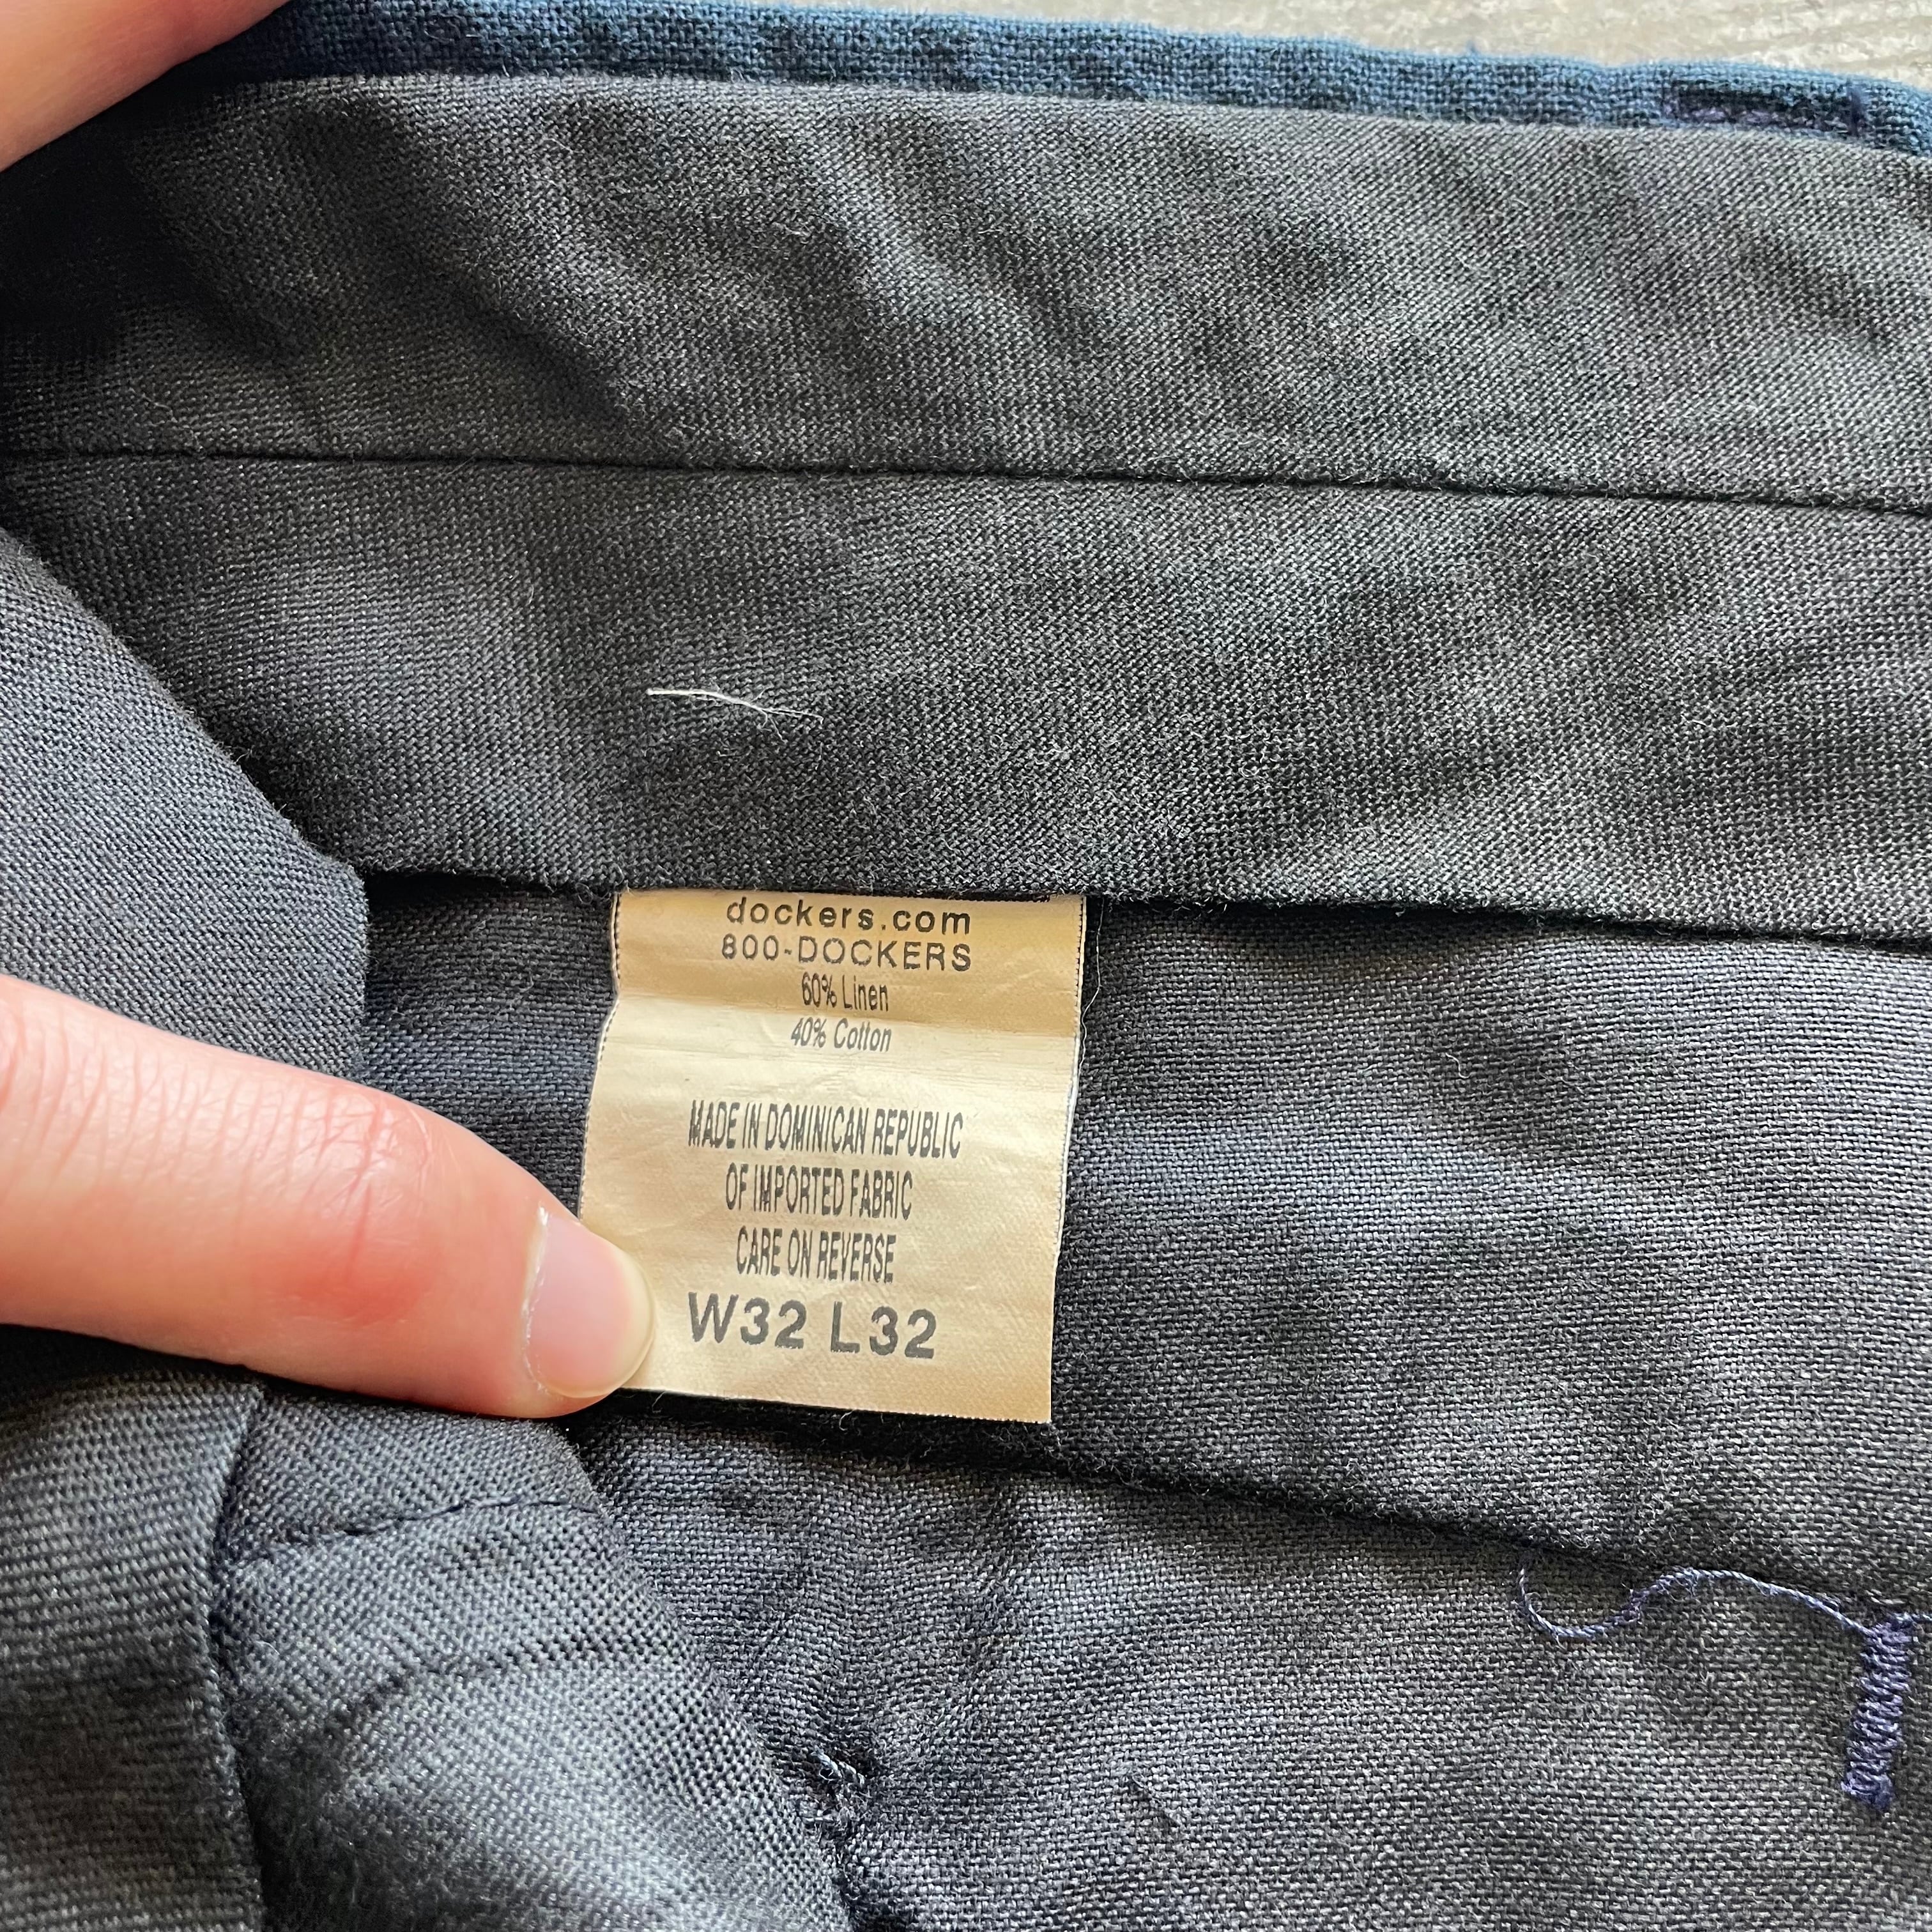 dockers.com
800-DOCKERS
60% Linen
40% Cotton
MADE IN DOMINICAN REPUBLIC
OF IMPORTED FABRIC
CARE ON REVERSE
W32 L32